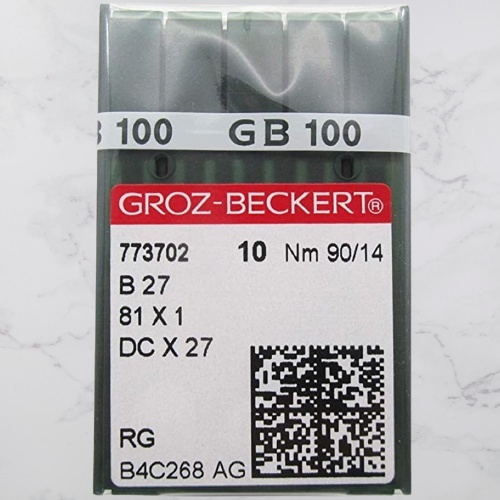 100 GB 100
GROZ-BECKERT®
773702 10 Nm 90/14
B 27
81 X 1
DC X 27
RG
B4C268 AG